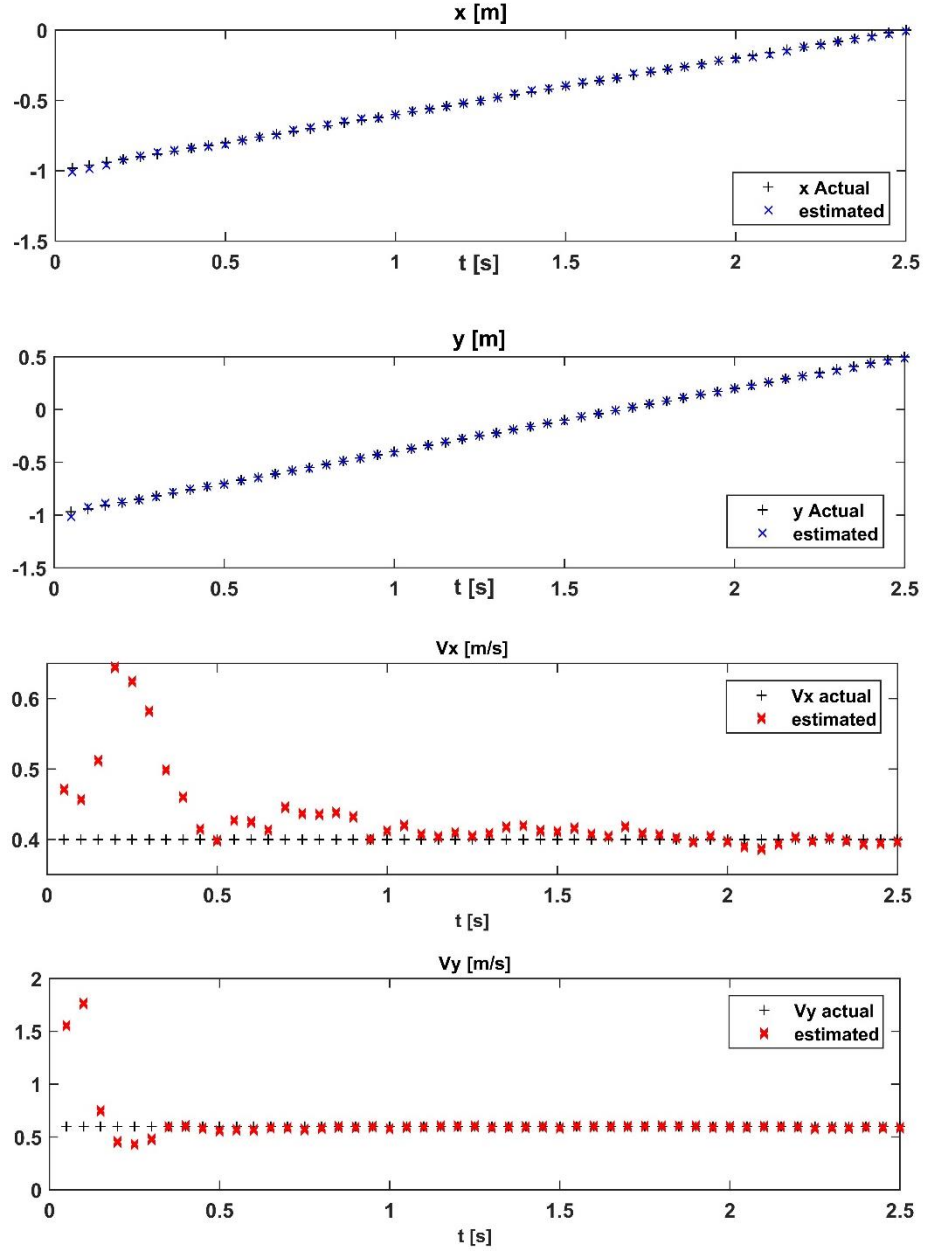 x [m]
0
-0.5
-1
-1.5
x Actual
estimated
0 0.5 1 1.5 2 2.5
t [s]
y [m]
0.5
0
-0.5
-1
-1.5
y Actual
estimated
0 0.5 1 1.5 2 2.5
t [s]
Vx [m/s]
0.6
0.5
0.4
Vx actual
estimated
0 0.5 1 1.5 2 2.5
t [s]
Vy [m/s]
2
1.5
1
0.5
0
Vy actual
estimated
0 0.5 1 1.5 2 2.5
t [s]